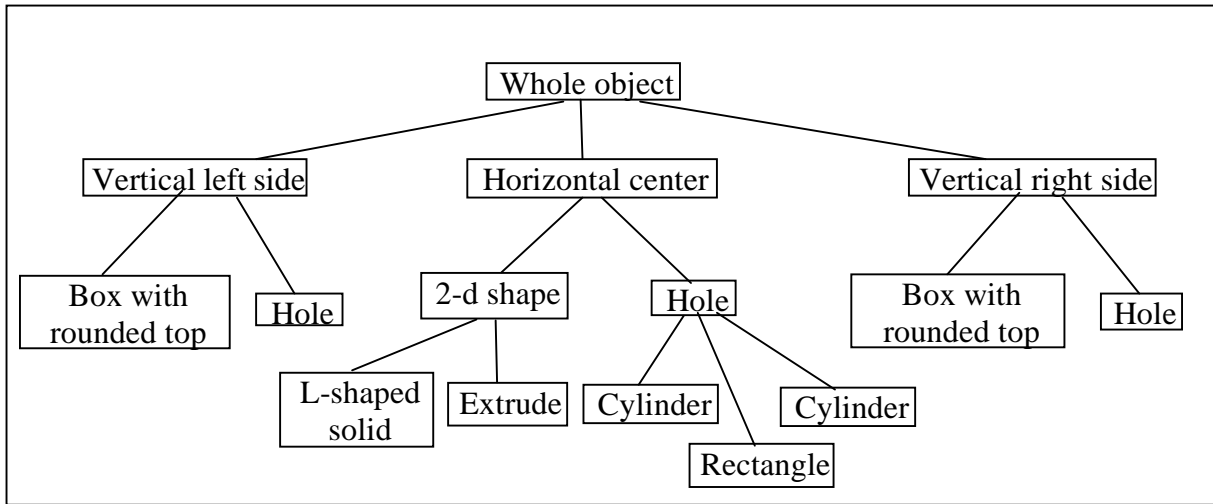 Whole object
Vertical left side
Horizontal center
Vertical right side
Box with
rounded top
Hole
2-d shape
Hole
Box with
rounded top
Hole
L-shaped
solid
Extrude
Cylinder
Cylinder
Rectangle